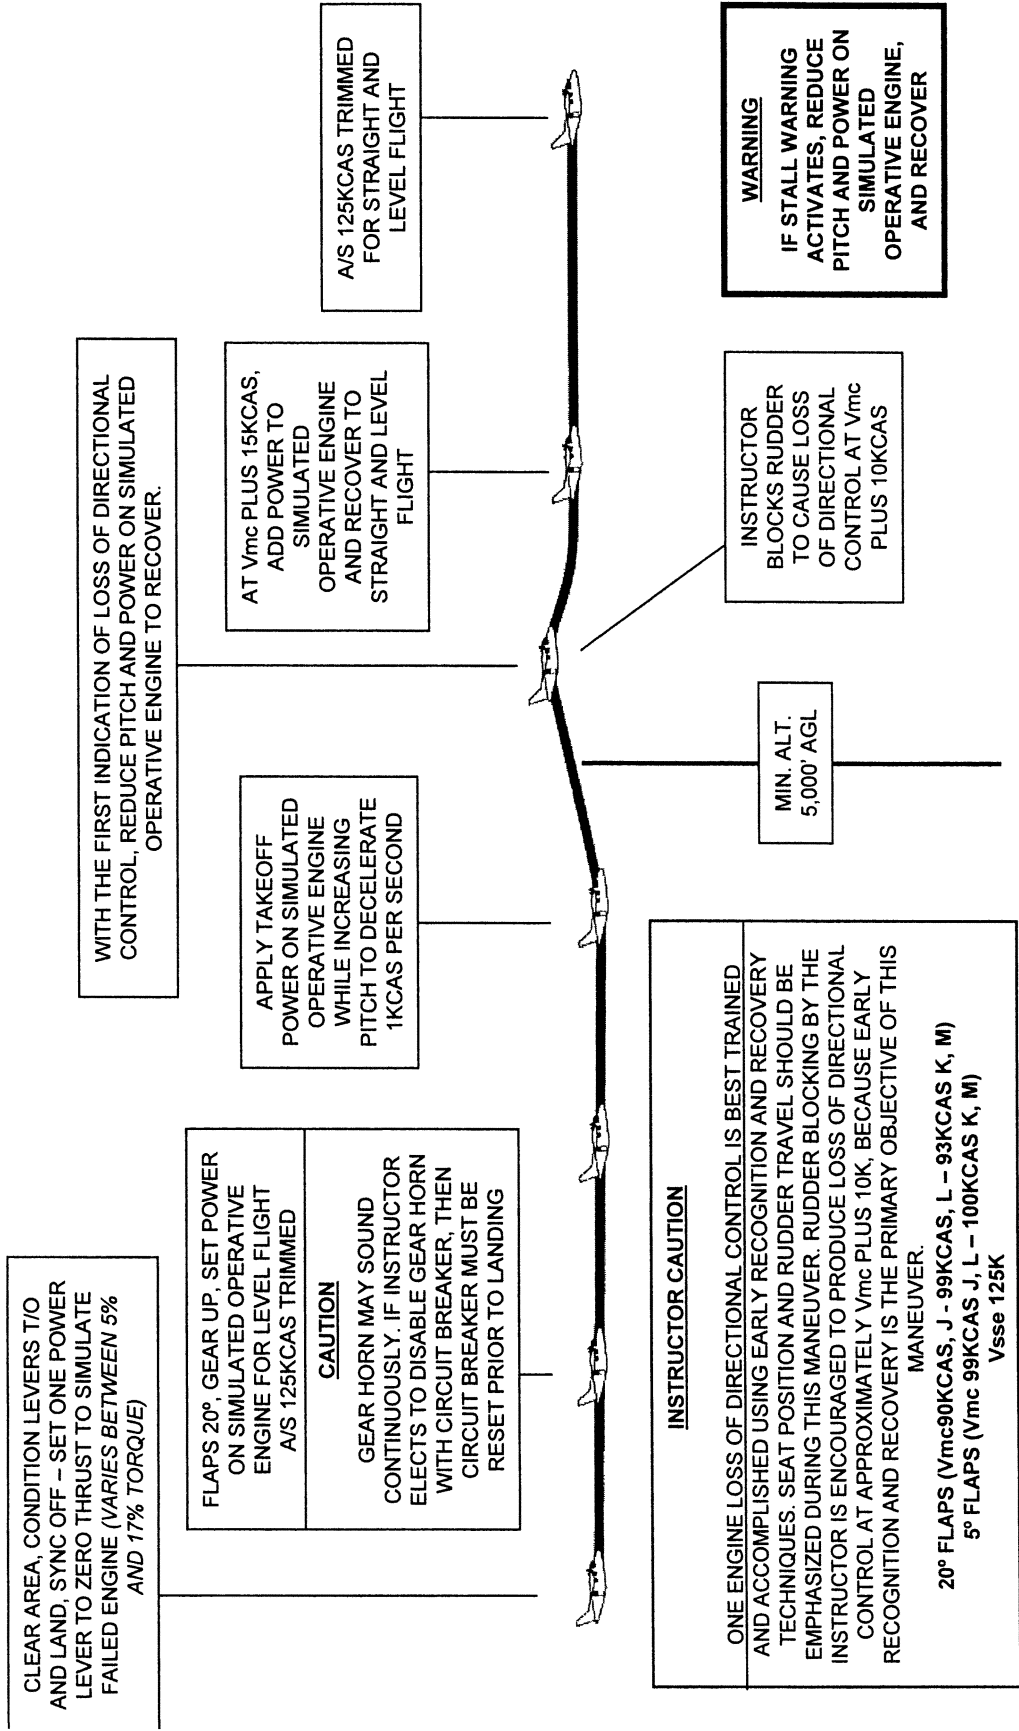 CLEAR AREA, CONDITION LEVERS T/O
AND LAND, SYNC OFF – SET ONE POWER
LEVER TO ZERO THRUST TO SIMULATE
FAILED ENGINE (VARIES BETWEEN 5%
AND 17% TORQUE)
FLAPS 20º, GEAR UP, SET POWER
ON SIMULATED OPERATIVE
ENGINE FOR LEVEL FLIGHT
A/S 125KCAS TRIMMED
CAUTION
GEAR HORN MAY SOUND
CONTINUOUSLY. IF INSTRUCTOR
ELECTS TO DISABLE GEAR HORN
WITH CIRCUIT BREAKER, THEN
CIRCUIT BREAKER MUST BE
RESET PRIOR TO LANDING
APPLY TAKEOFF
POWER ON SIMULATED
OPERATIVE ENGINE
WHILE INCREASING
PITCH TO DECELERATE
1KCAS PER SECOND
WITH THE FIRST INDICATION OF LOSS OF DIRECTIONAL
CONTROL, REDUCE PITCH AND POWER ON SIMULATED
OPERATIVE ENGINE TO RECOVER.
AT Vmc PLUS 15KCAS,
ADD POWER TO
SIMULATED
OPERATIVE ENGINE
AND RECOVER TO
STRAIGHT AND LEVEL
FLIGHT
A/S 125KCAS TRIMMED
FOR STRAIGHT AND
LEVEL FLIGHT
INSTRUCTOR CAUTION
ONE ENGINE LOSS OF DIRECTIONAL CONTROL IS BEST TRAINED
AND ACCOMPLISHED USING EARLY RECOGNITION AND RECOVERY
TECHNIQUES. SEAT POSITION AND RUDDER TRAVEL SHOULD BE
EMPHASIZED DURING THIS MANEUVER. RUDDER BLOCKING BY THE
INSTRUCTOR IS ENCOURAGED TO PRODUCE LOSS OF DIRECTIONAL
CONTROL AT APPROXIMATELY Vmc PLUS 10K, BECAUSE EARLY
RECOGNITION AND RECOVERY IS THE PRIMARY OBJECTIVE OF THIS
MANEUVER.
20º FLAPS (Vmc90KCAS, J - 99KCAS, L – 93KCAS K, M)
5º FLAPS (Vmc 99KCAS J, L – 100KCAS K, M)
Vsse 125K
MIN. ALT.
5,000' AGL
INSTRUCTOR
BLOCKS RUDDER
TO CAUSE LOSS
OF DIRECTIONAL
CONTROL AT Vmc
PLUS 10KCAS
WARNING
IF STALL WARNING
ACTIVATES, REDUCE
PITCH AND POWER ON
SIMULATED
OPERATIVE ENGINE,
AND RECOVER